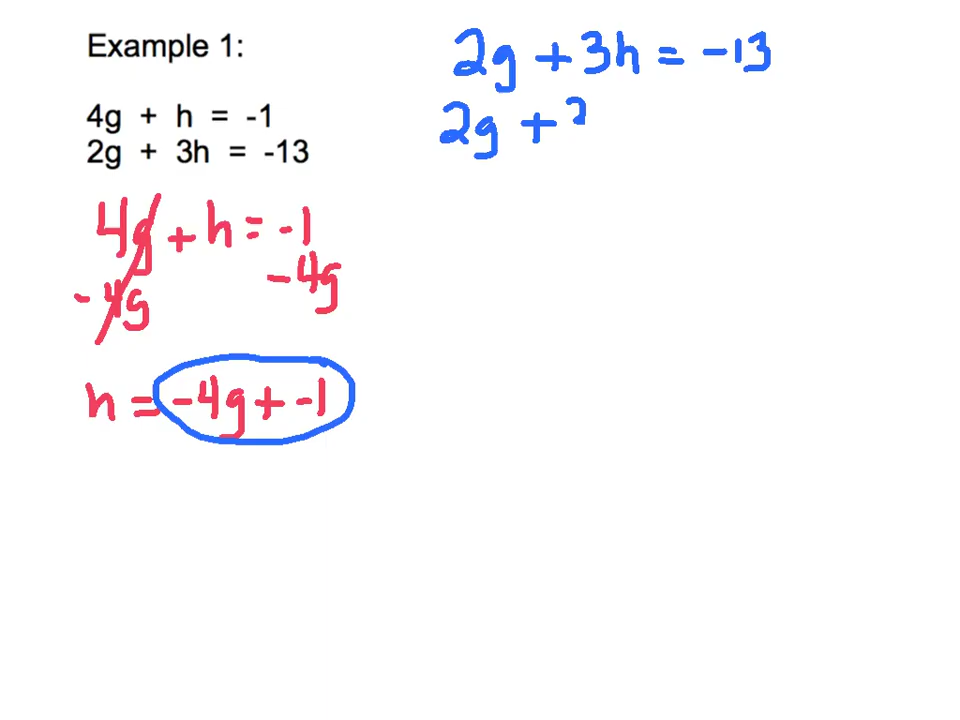 Example 1:
4g + h = -1
2g + 3h = -13
4g + h = -1
-4g -4g
h = -4g + -1
2g + 3h = -13
2g +